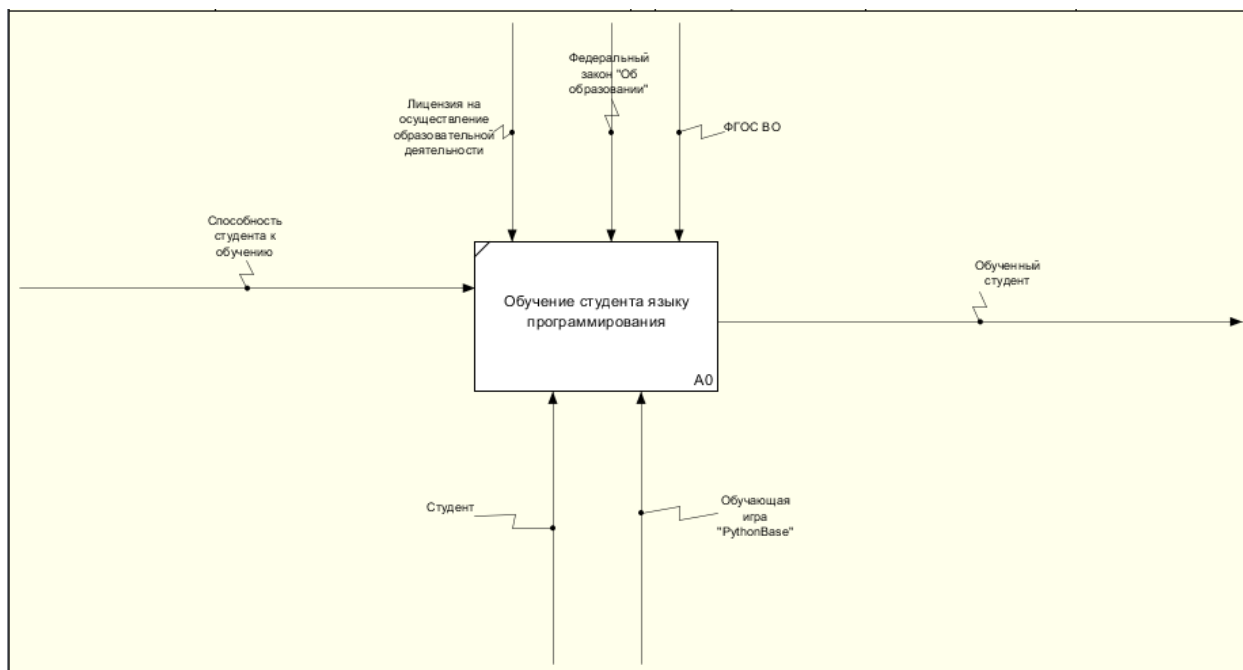 Федеральный
закон "Об
образовании"
Лицензия на
осуществление
образовательной
деятельности
ФГОС ВО
Способность
студента к
обучению
Обученный
студент
Обучение студента языку
программирования
A0
Студент
Обучающая
игра
"PythonBase"